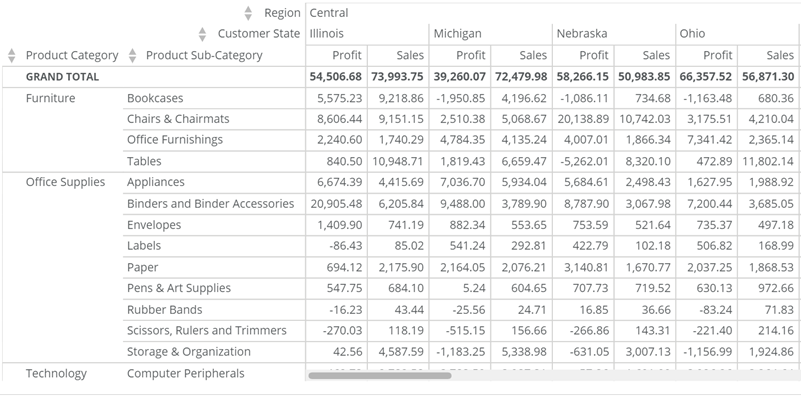 Region Central
Customer State Illinois Michigan Nebraska Ohio
Product Category Product Sub-Category Profit Sales Profit Sales Profit Sales Profit Sales
GRAND TOTAL 54,506.68 73,993.75 39,260.07 72,479.98 58,266.15 50,983.85 66,357.52 56,871.30
Furniture Bookcases 5,575.23 9,218.86 -1,950.85 4,196.62 -1,086.11 734.68 -1,163.48 680.36
Chairs & Chairmats 8,606.44 9,151.15 2,510.38 5,068.67 20,138.89 10,742.03 3,175.51 4,210.04
Office Furnishings 2,240.60 1,740.29 4,784.35 4,135.24 4,007.01 1,866.34 7,341.42 2,365.14
Tables 840.50 10,948.71 1,819.43 6,659.47 -5,262.01 8,320.10 472.89 11,802.14
Office Supplies Appliances 6,674.39 4,415.69 7,036.70 5,934.04 5,684.61 2,498.43 1,627.95 1,988.92
Binders and Binder Accessories 20,905.48 6,205.84 9,488.00 3,789.90 8,787.90 3,067.98 7,200.44 3,685.05
Envelopes 1,409.90 741.19 882.34 553.65 753.59 521.64 735.37 497.18
Labels -86.43 85.02 541.24 292.81 422.79 102.18 506.82 168.99
Paper 694.12 2,175.90 2,164.05 2,076.21 3,140.81 1,670.77 2,037.25 1,868.53
Pens & Art Supplies 547.75 684.10 5.24 604.65 707.73 719.52 630.13 972.66
Rubber Bands -16.23 43.44 -25.56 24.71 16.85 36.66 -83.24 71.83
Scissors, Rulers and Trimmers -270.03 118.19 -515.15 156.66 -266.86 143.31 -221.40 214.16
Storage & Organization 42.56 4,587.59 -1,183.25 5,338.98 -631.05 3,007.13 -1,156.99 1,924.86
Technology Computer Peripherals